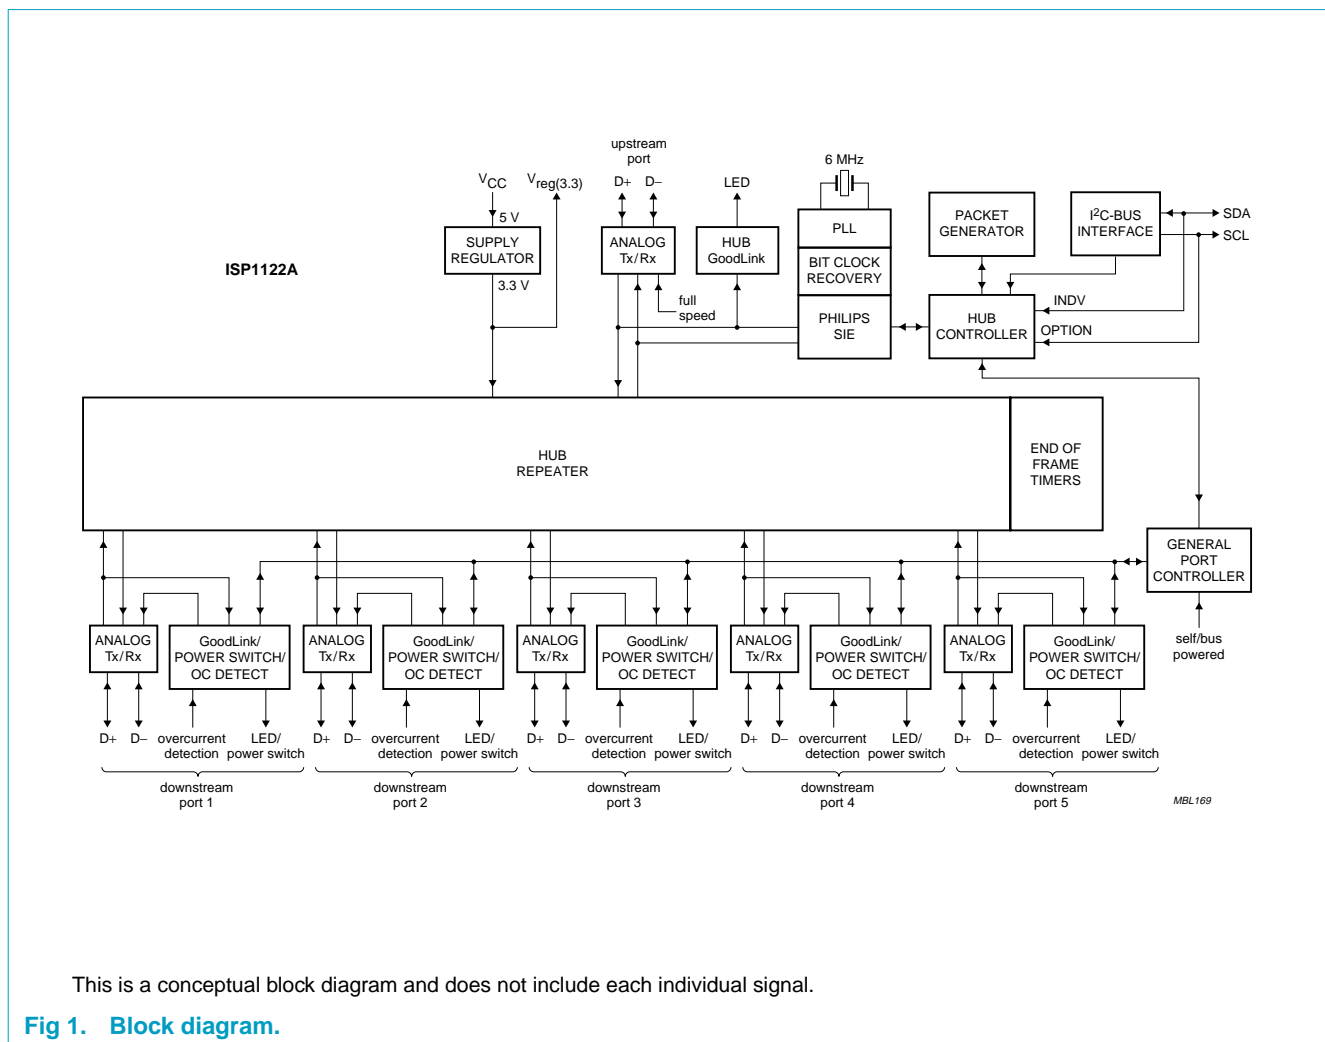 upstream
port
6 MHz
VCC
Vreg(3.3)
D+ D−
LED
5 V
SUPPLY
REGULATOR
3.3 V
ANALOG
Tx/Rx
HUB
GoodLink
PLL
BIT CLOCK
RECOVERY
PHILIPS
SIE
PACKET
GENERATOR
I2C-BUS
INTERFACE
SDA
SCL
ISP1122A
full
speed
HUB
CONTROLLER
INDV
OPTION
HUB
REPEATER
END OF
FRAME
TIMERS
GENERAL
PORT
CONTROLLER
self/bus
powered
ANALOG
Tx/Rx
GoodLink/
POWER SWITCH/
OC DETECT
ANALOG
Tx/Rx
GoodLink/
POWER SWITCH/
OC DETECT
ANALOG
Tx/Rx
GoodLink/
POWER SWITCH/
OC DETECT
ANALOG
Tx/Rx
GoodLink/
POWER SWITCH/
OC DETECT
ANALOG
Tx/Rx
GoodLink/
POWER SWITCH/
OC DETECT
D+ D−
overcurrent
detection
LED/
power switch
D+ D−
overcurrent
detection
LED/
power switch
D+ D−
overcurrent
detection
LED/
power switch
D+ D−
overcurrent
detection
LED/
power switch
D+ D−
overcurrent
detection
LED/
power switch
downstream
port 1
downstream
port 2
downstream
port 3
downstream
port 4
downstream
port 5
MBL169
This is a conceptual block diagram and does not include each individual signal.
Fig 1. Block diagram.